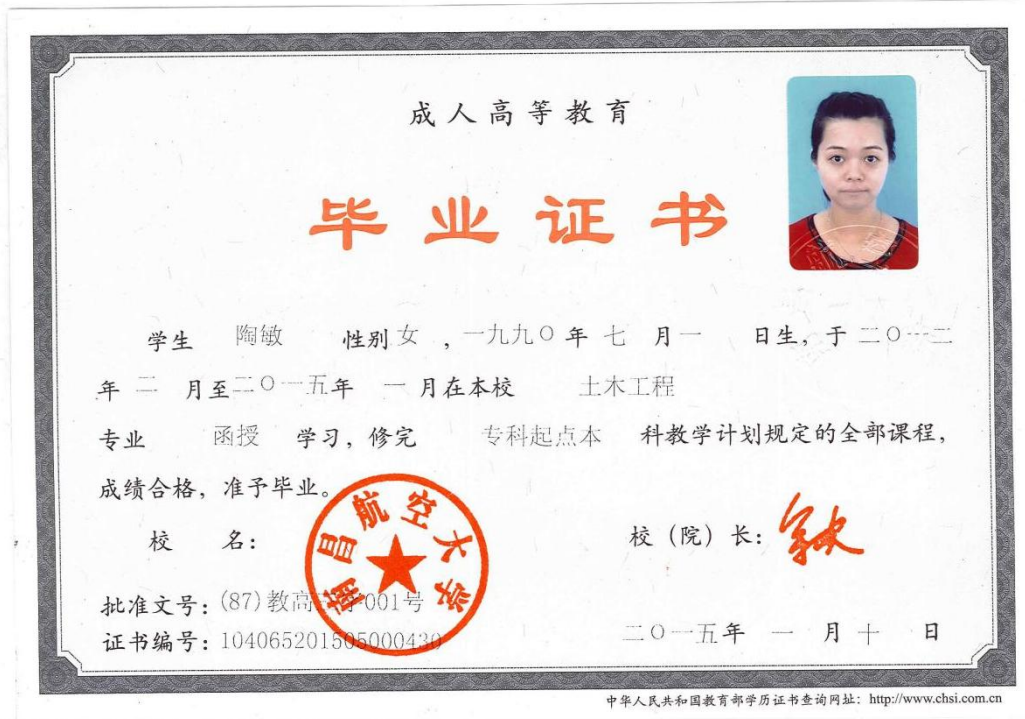 成人高等教育
毕业证书
学生 陶敏 性别 女 ，一九九〇 年 七 月 一 日生，于 二〇一二
年 二 月至 二〇一五 年 一 月在本校 土木工程
专业 函授 学习，修完 专科起点本 科教学计划规定的全部课程，
成绩合格，准予毕业。
南昌航空大学
校 名：
校（院）长：
批准文号：(87)教高 001号
证书编号：104065201505000430
二〇一五年 一 月 十 日
中华人民共和国教育部学历证书查询网址：http://www.chsi.com.cn